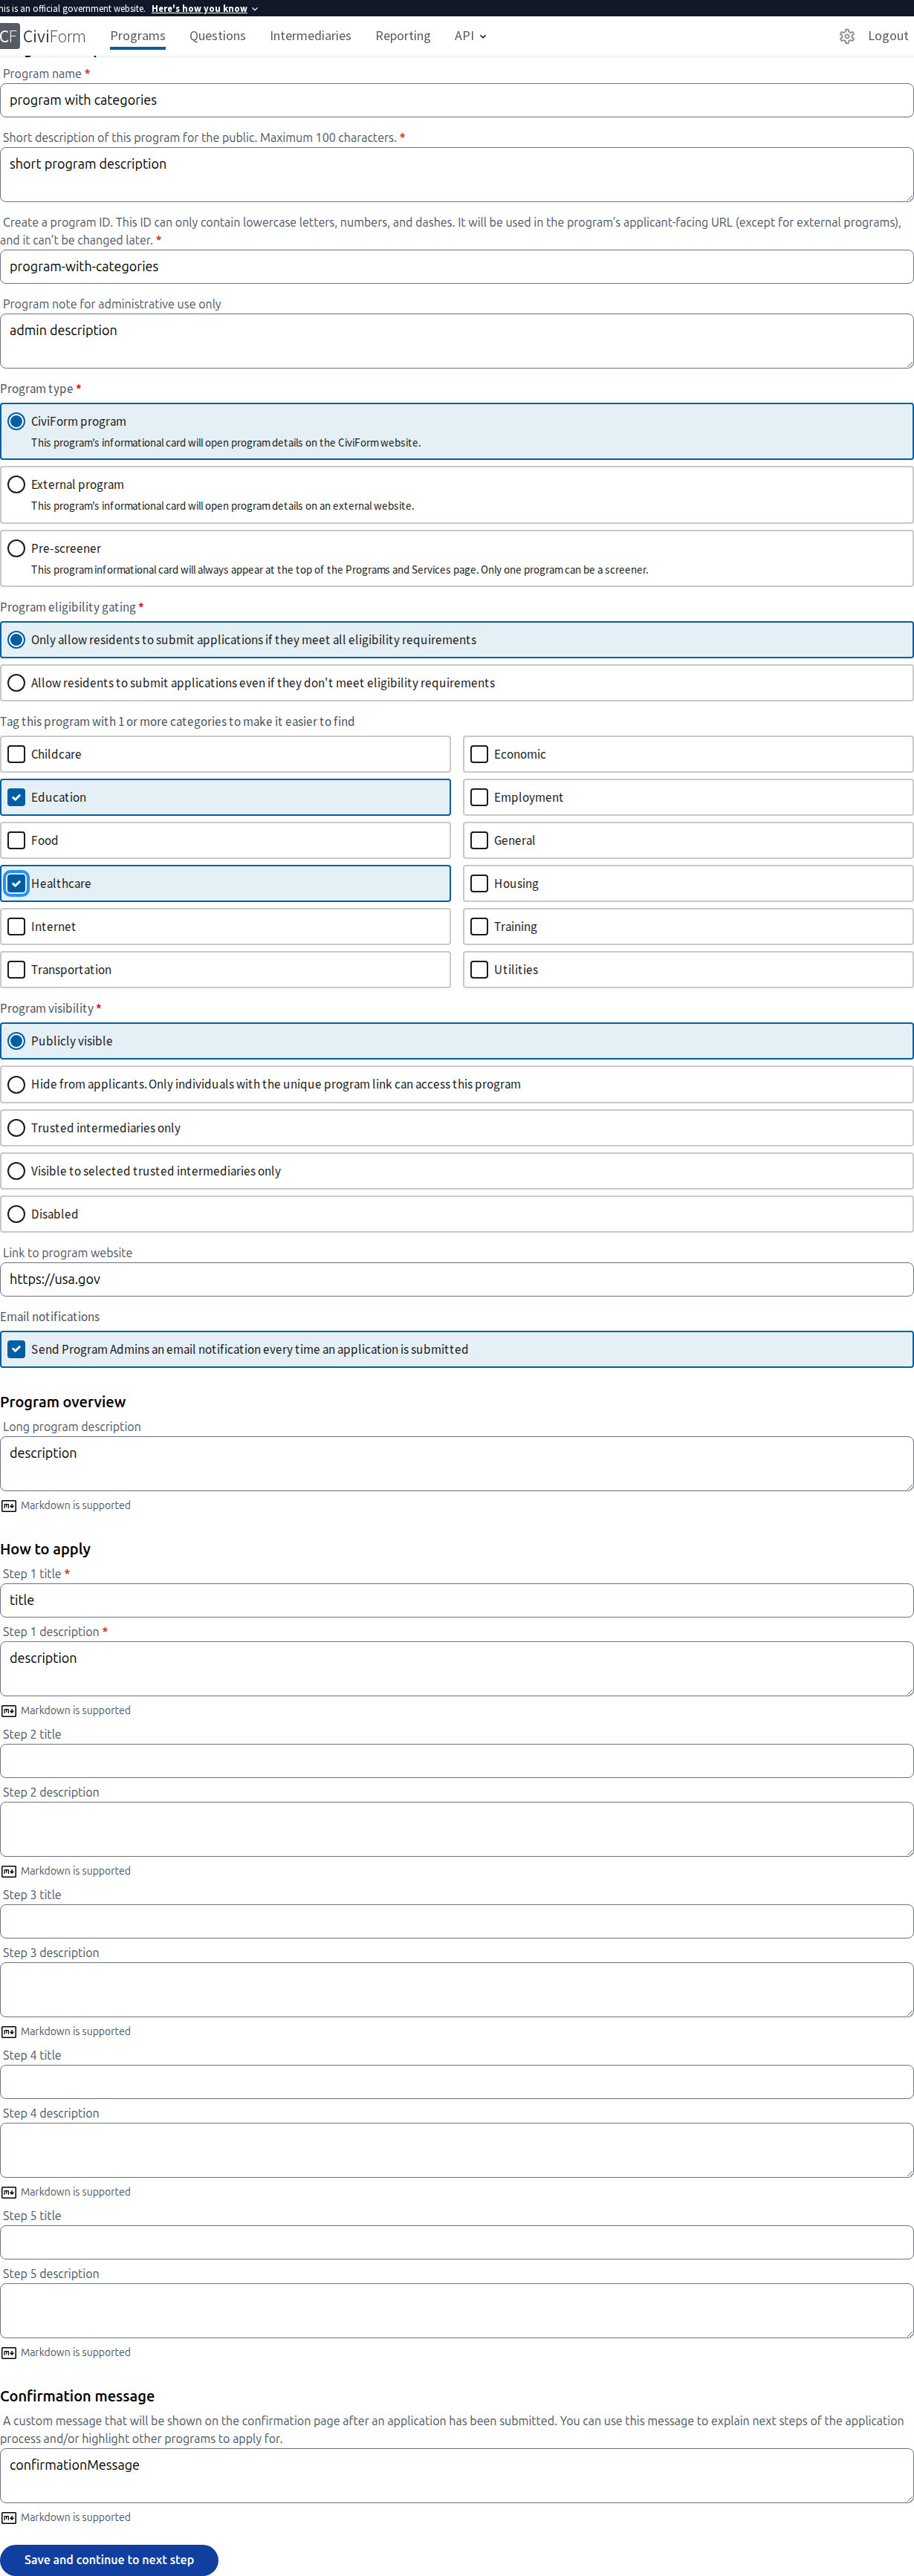 his is an official government website. Here's how you know
CF CiviForm Programs Questions Intermediaries Reporting API Logout
Program name *
program with categories
Short description of this program for the public. Maximum 100 characters. *
short program description
Create a program ID. This ID can only contain lowercase letters, numbers, and dashes. It will be used in the program's applicant-facing URL (except for external programs),
and it can't be changed later. *
program-with-categories
Program note for administrative use only
admin description
Program type *
CiviForm program
This program's informational card will open program details on the CiviForm website.
External program
This program's informational card will open program details on an external website.
Pre-screener
This program informational card will always appear at the top of the Programs and Services page. Only one program can be a screener.
Program eligibility gating *
Only allow residents to submit applications if they meet all eligibility requirements
Allow residents to submit applications even if they don't meet eligibility requirements
Tag this program with 1 or more categories to make it easier to find
Childcare Economic
Education Employment
Food General
Healthcare Housing
Internet Training
Transportation Utilities
Program visibility *
Publicly visible
Hide from applicants. Only individuals with the unique program link can access this program
Trusted intermediaries only
Visible to selected trusted intermediaries only
Disabled
Link to program website
https://usa.gov
Email notifications
Send Program Admins an email notification every time an application is submitted
Program overview
Long program description
description
Markdown is supported
How to apply
Step 1 title *
title
Step 1 description *
description
Markdown is supported
Step 2 title
Step 2 description
Markdown is supported
Step 3 title
Step 3 description
Markdown is supported
Step 4 title
Step 4 description
Markdown is supported
Step 5 title
Step 5 description
Markdown is supported
Confirmation message
A custom message that will be shown on the confirmation page after an application has been submitted. You can use this message to explain next steps of the application
process and/or highlight other programs to apply for.
confirmationMessage
Markdown is supported
Save and continue to next step